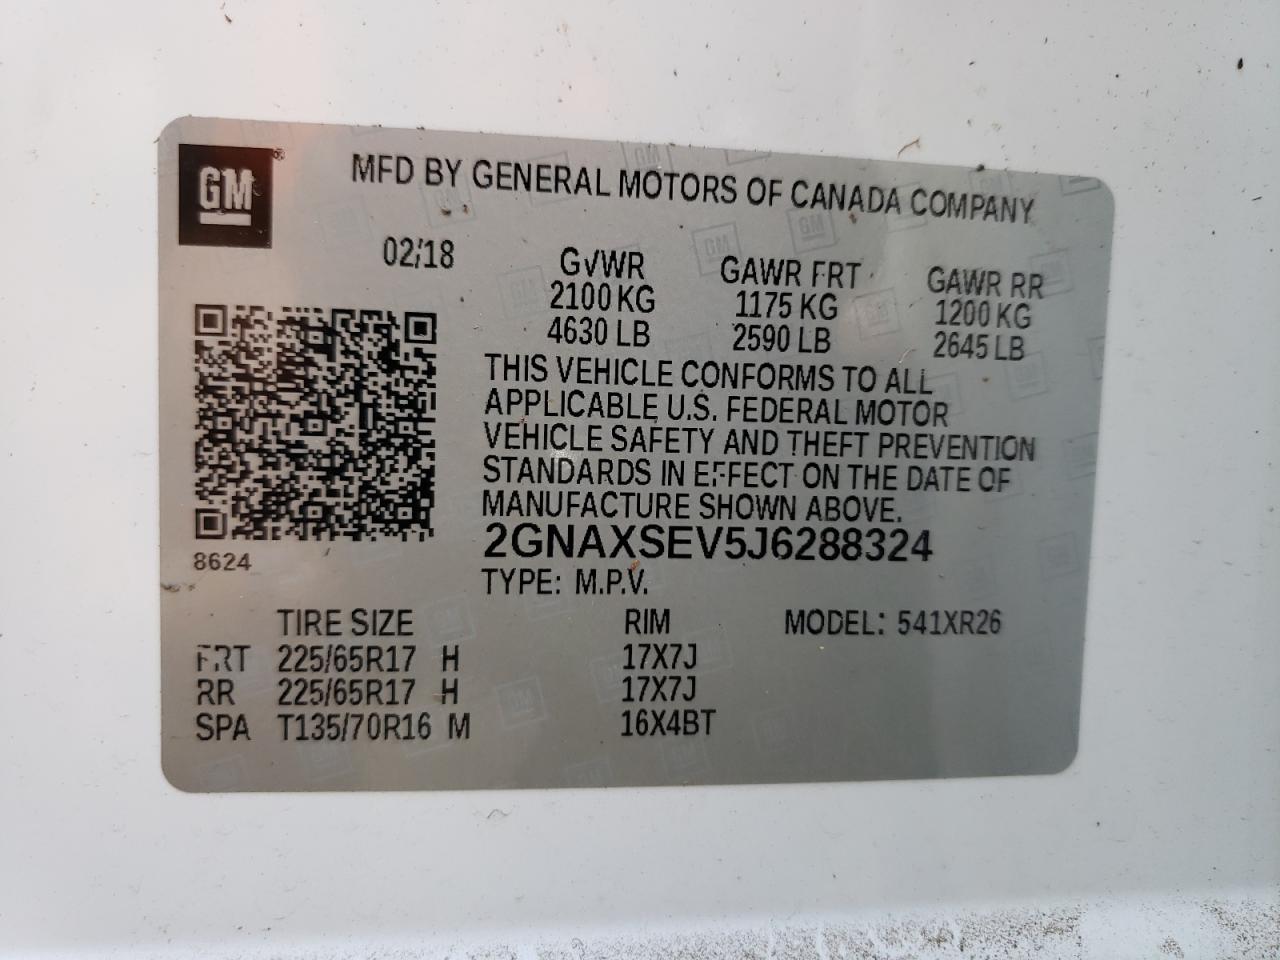 GM®
MFD BY GENERAL MOTORS OF CANADA COMPANY
02/18
GVWR GAWR FRT GAWR RR
2100 KG 1175 KG 1200 KG
4630 LB 2590 LB 2645 LB
THIS VEHICLE CONFORMS TO ALL
APPLICABLE U.S. FEDERAL MOTOR
VEHICLE SAFETY AND THEFT PREVENTION
STANDARDS IN EFFECT ON THE DATE OF
MANUFACTURE SHOWN ABOVE.
2GNAXSEV5J6288324
8624
TYPE: M.P.V.
TIRE SIZE RIM MODEL: 541XR26
FRT 225/65R17 H 17X7J
RR 225/65R17 H 17X7J
SPA T135/70R16 M 16X4BT